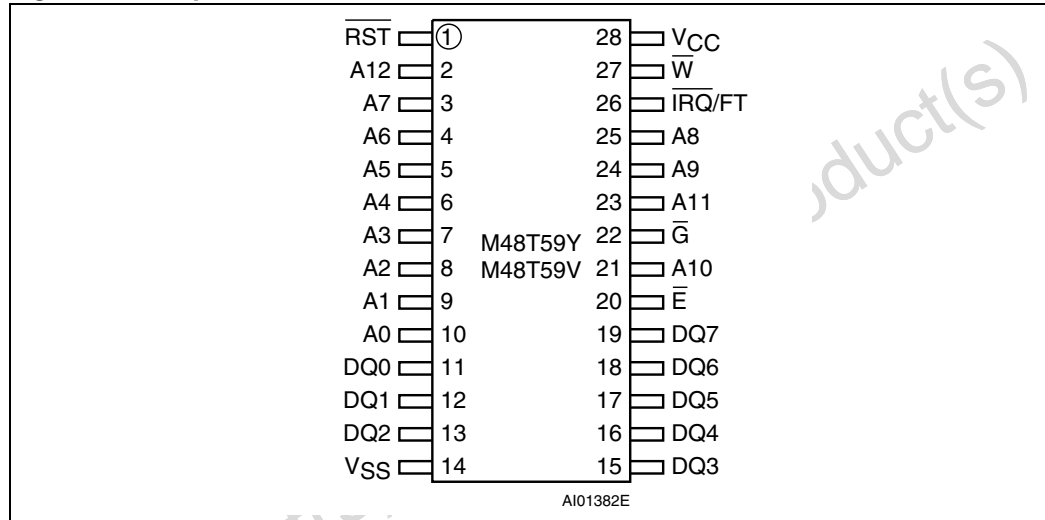 R̅S̅T̅ 1 28 VCC
A12 2 27 W̅
A7 3 26 I̅R̅Q̅/FT
A6 4 25 A8
A5 5 24 A9
A4 6 23 A11
A3 7 M48T59Y 22 G̅
A2 8 M48T59V 21 A10
A1 9 20 E̅
A0 10 19 DQ7
DQ0 11 18 DQ6
DQ1 12 17 DQ5
DQ2 13 16 DQ4
VSS 14 15 DQ3
AI01382E
oduct(s)